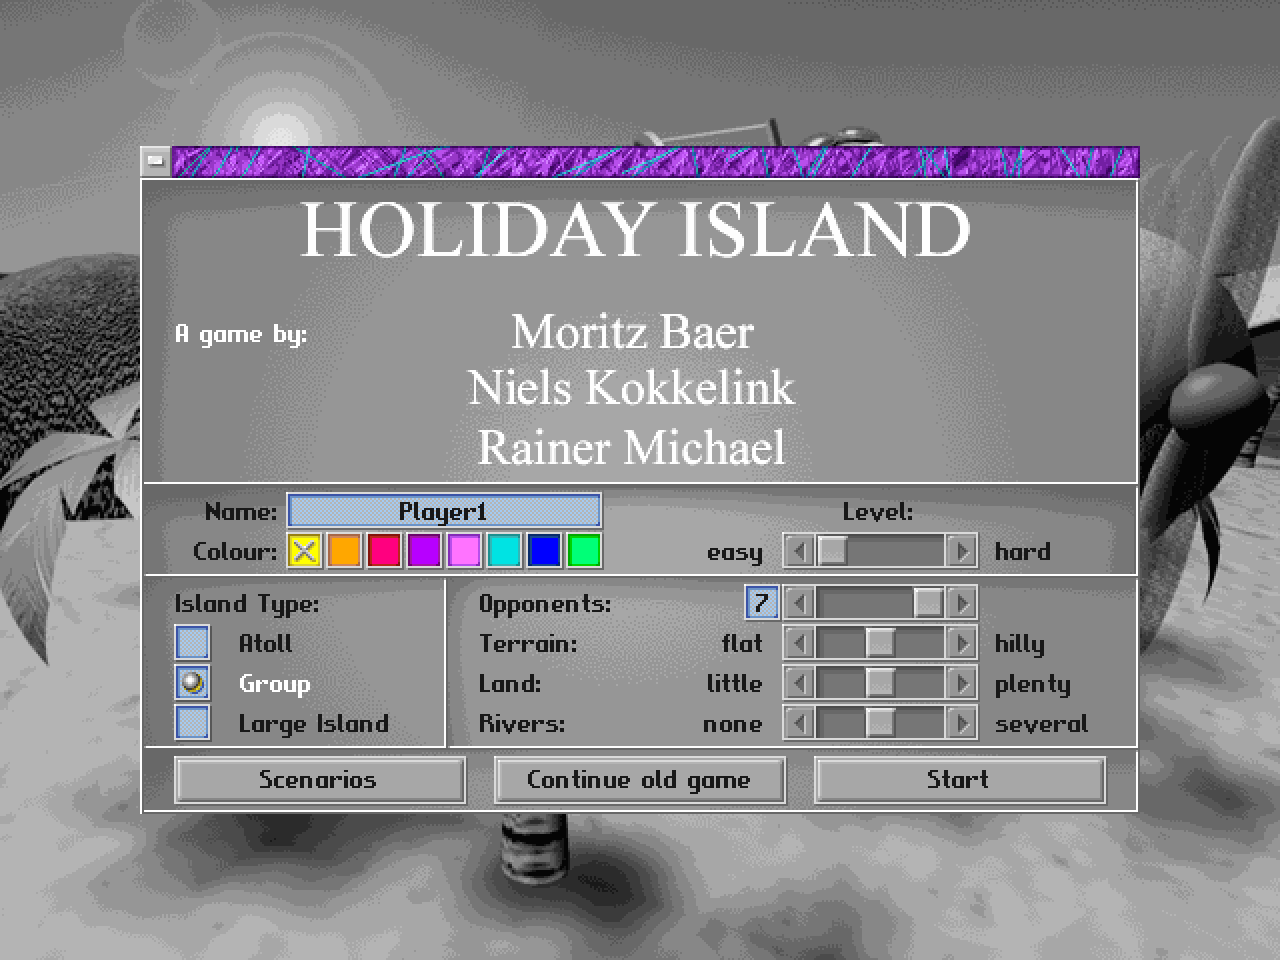 HOLIDAY ISLAND
A game by: Moritz Baer
Niels Kokkelink
Rainer Michael
Name: Player1 Level:
Colour: easy hard
Island Type: Opponents: 7
Atoll Terrain: flat hilly
Group Land: little plenty
Large Island Rivers: none several
Scenarios Continue old game Start